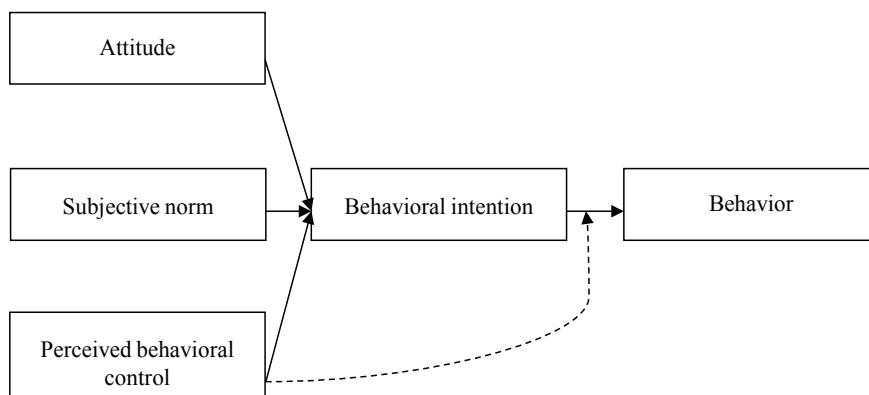 Attitude
Subjective norm
Behavioral intention
Behavior
Perceived behavioral
control